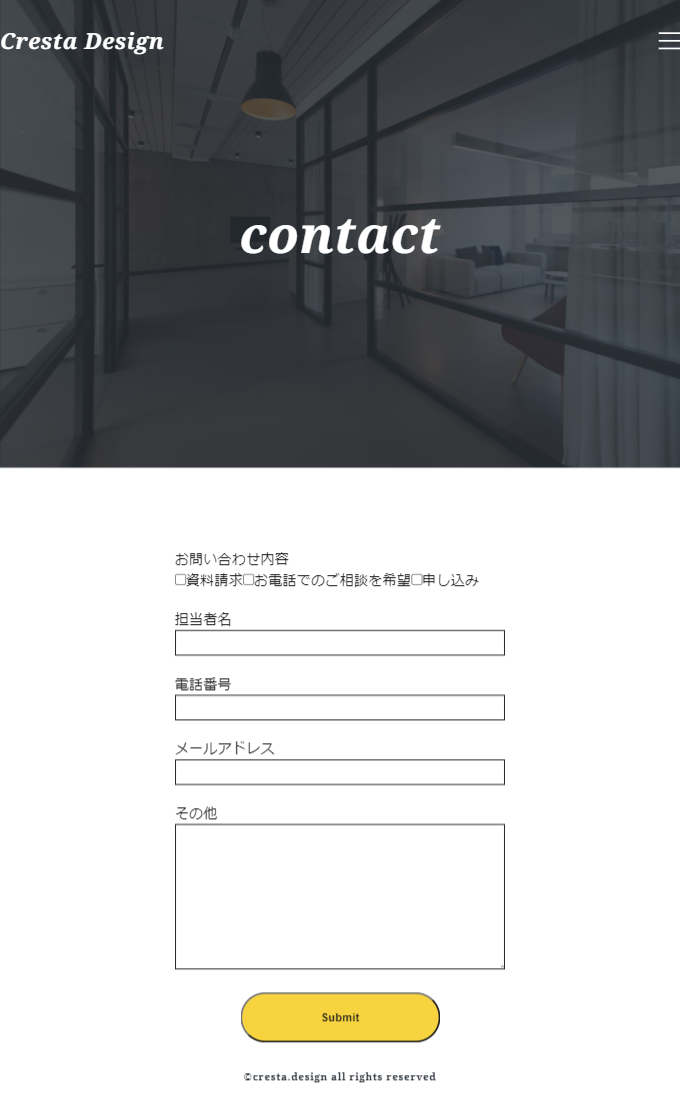 Cresta Design
contact
お問い合わせ内容
資料請求 お電話でのご相談を希望 申し込み
担当者名
電話番号
メールアドレス
その他
Submit
©cresta.design all rights reserved